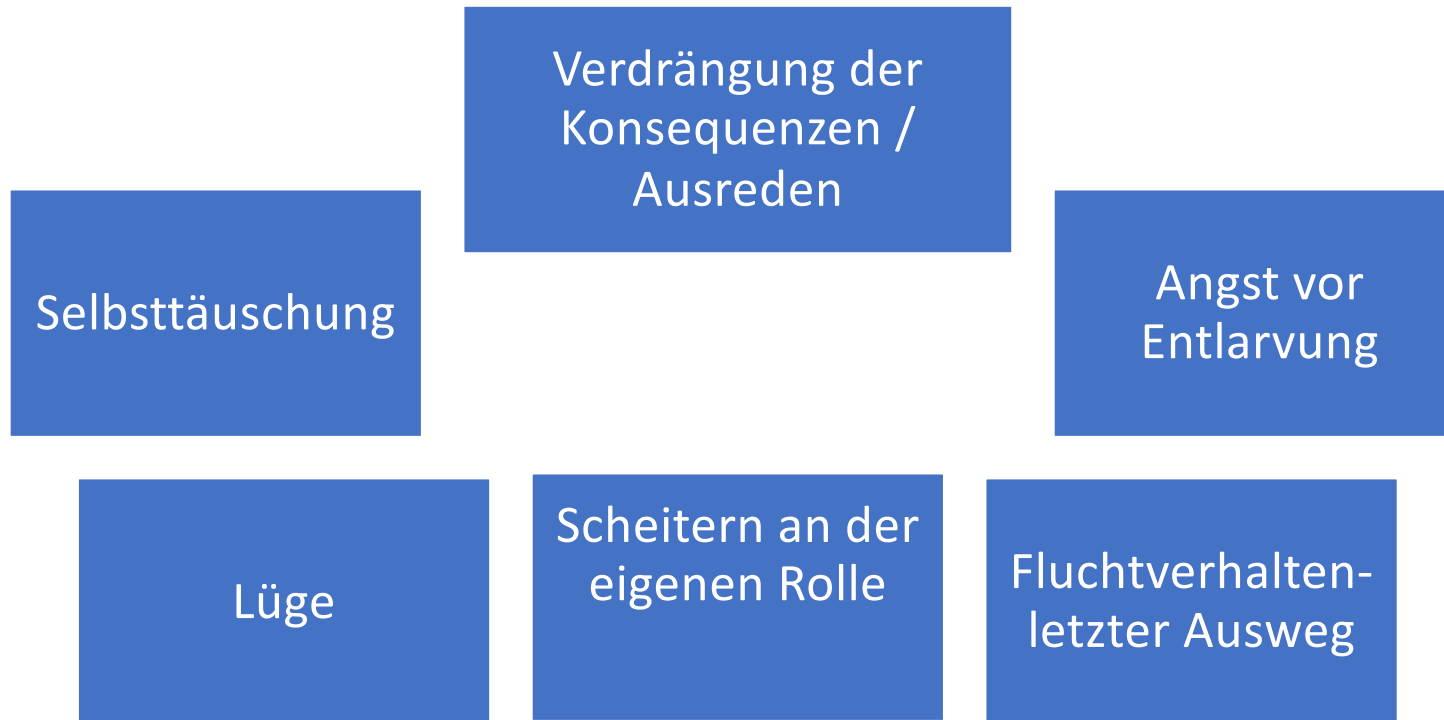 Verdrängung der
Konsequenzen /
Ausreden
Selbsttäuschung
Angst vor
Entlarvung
Lüge
Scheitern an der
eigenen Rolle
Fluchtverhalten-
letzter Ausweg